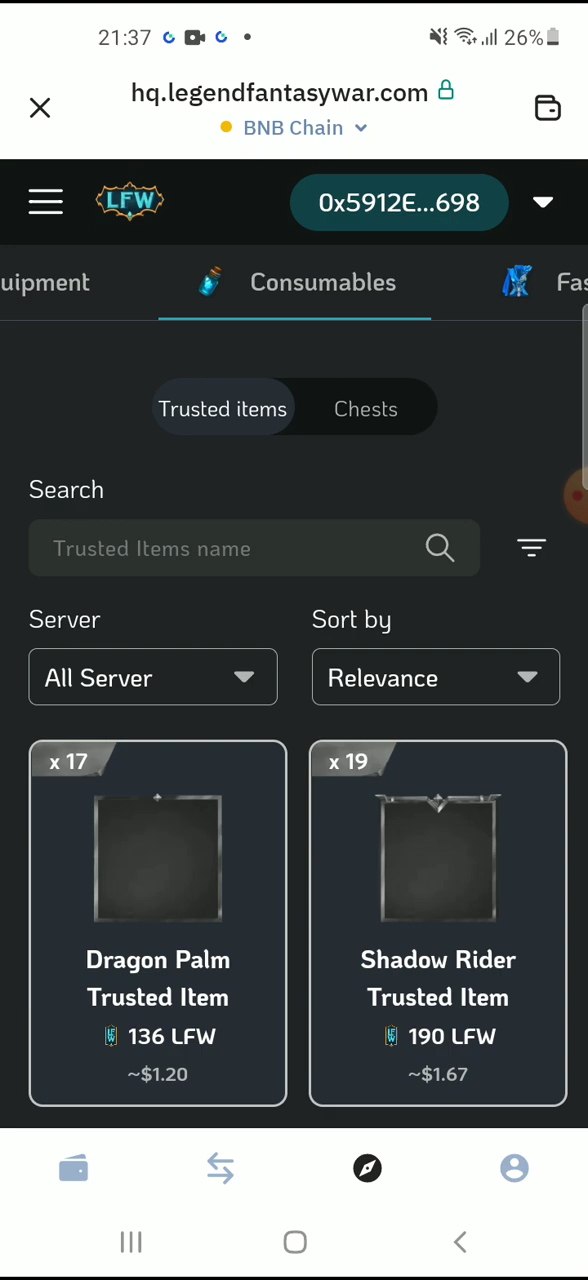 21:37
26%
hq.legendfantasywar.com
BNB Chain
LFW
0x5912E...698
uipment
Consumables
Fas
Trusted items
Chests
Search
Trusted Items name
Server
Sort by
All Server
Relevance
x 17
x 19
Dragon Palm
Trusted Item
136 LFW
~$1.20
Shadow Rider
Trusted Item
190 LFW
~$1.67